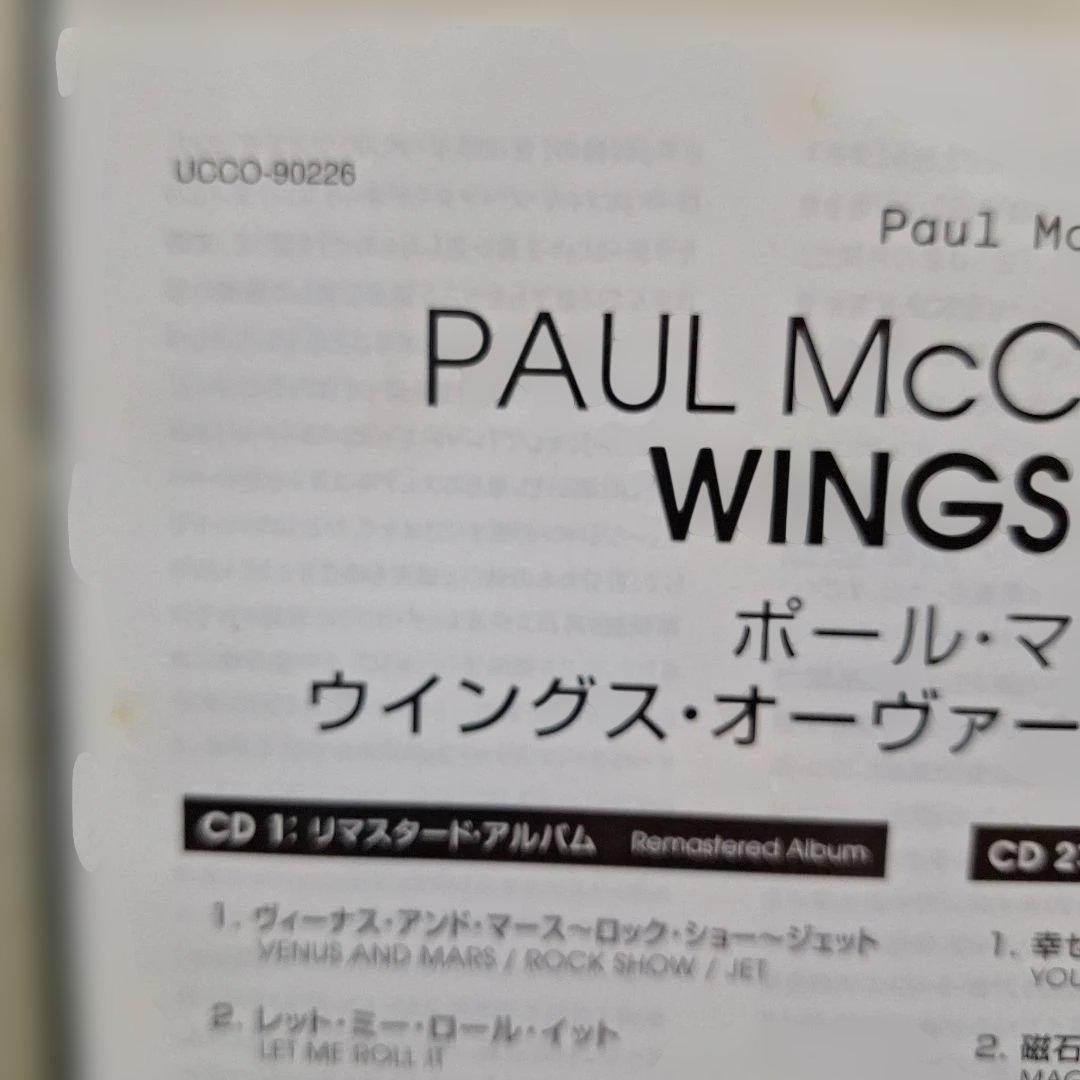 UCCO-90226
Paul Mc
PAUL McC
WINGS
ポール・マ
ウイングス・オーヴァー
CD 1: リマスタード・アルバム Remastered Album
CD 2:
1. ヴィーナス・アンド・マース〜ロック・ショー〜ジェット
VENUS AND MARS / ROCK SHOW / JET
2. レット・ミー・ロール・イット
LET ME ROLL IT
1. 幸せ
YOU
2. 磁石
MAG